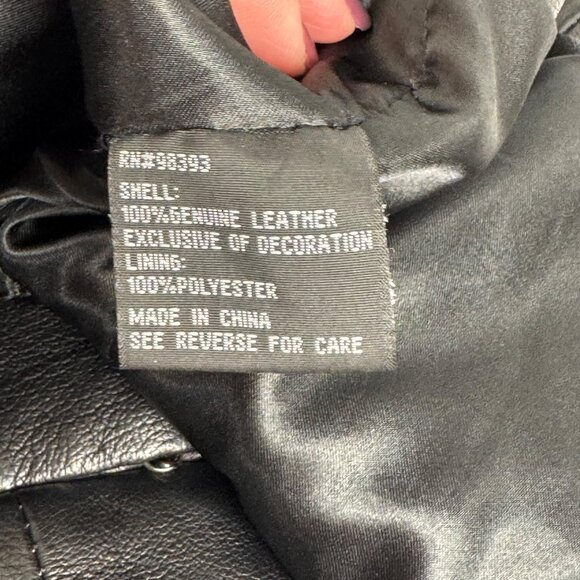 RN#98393
SHELL:
100%GENUINE LEATHER
EXCLUSIVE OF DECORATION
LINING:
100%POLYESTER
MADE IN CHINA
SEE REVERSE FOR CARE